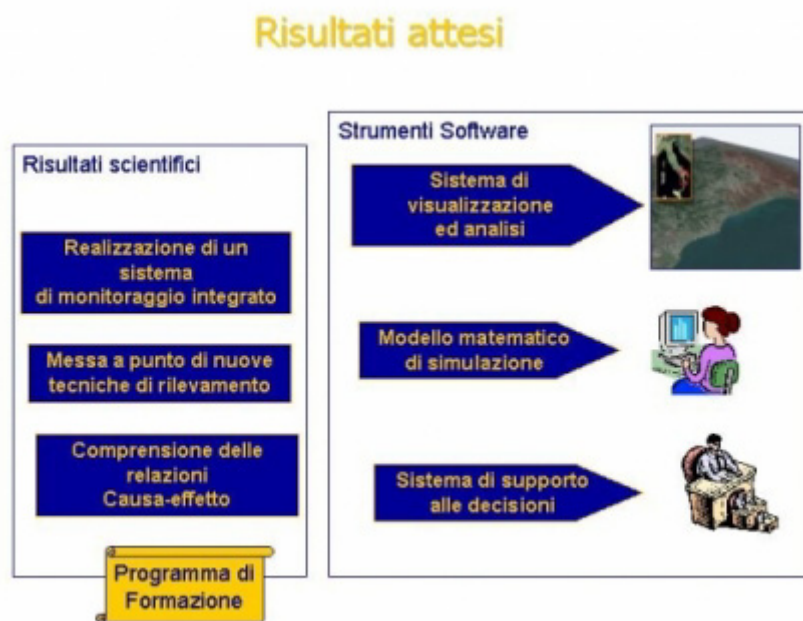 Risultati attesi
Risultati scientifici
Realizzazione di un
sistema
di monitoraggio integrato
Messa a punto di nuove
tecniche di rilevamento
Comprensione delle
relazioni
Causa-effetto
Programma di
Formazione
Strumenti Software
Sistema di
visualizzazione
ed analisi
Modello matematico
di simulazione
Sistema di supporto
alle decisioni